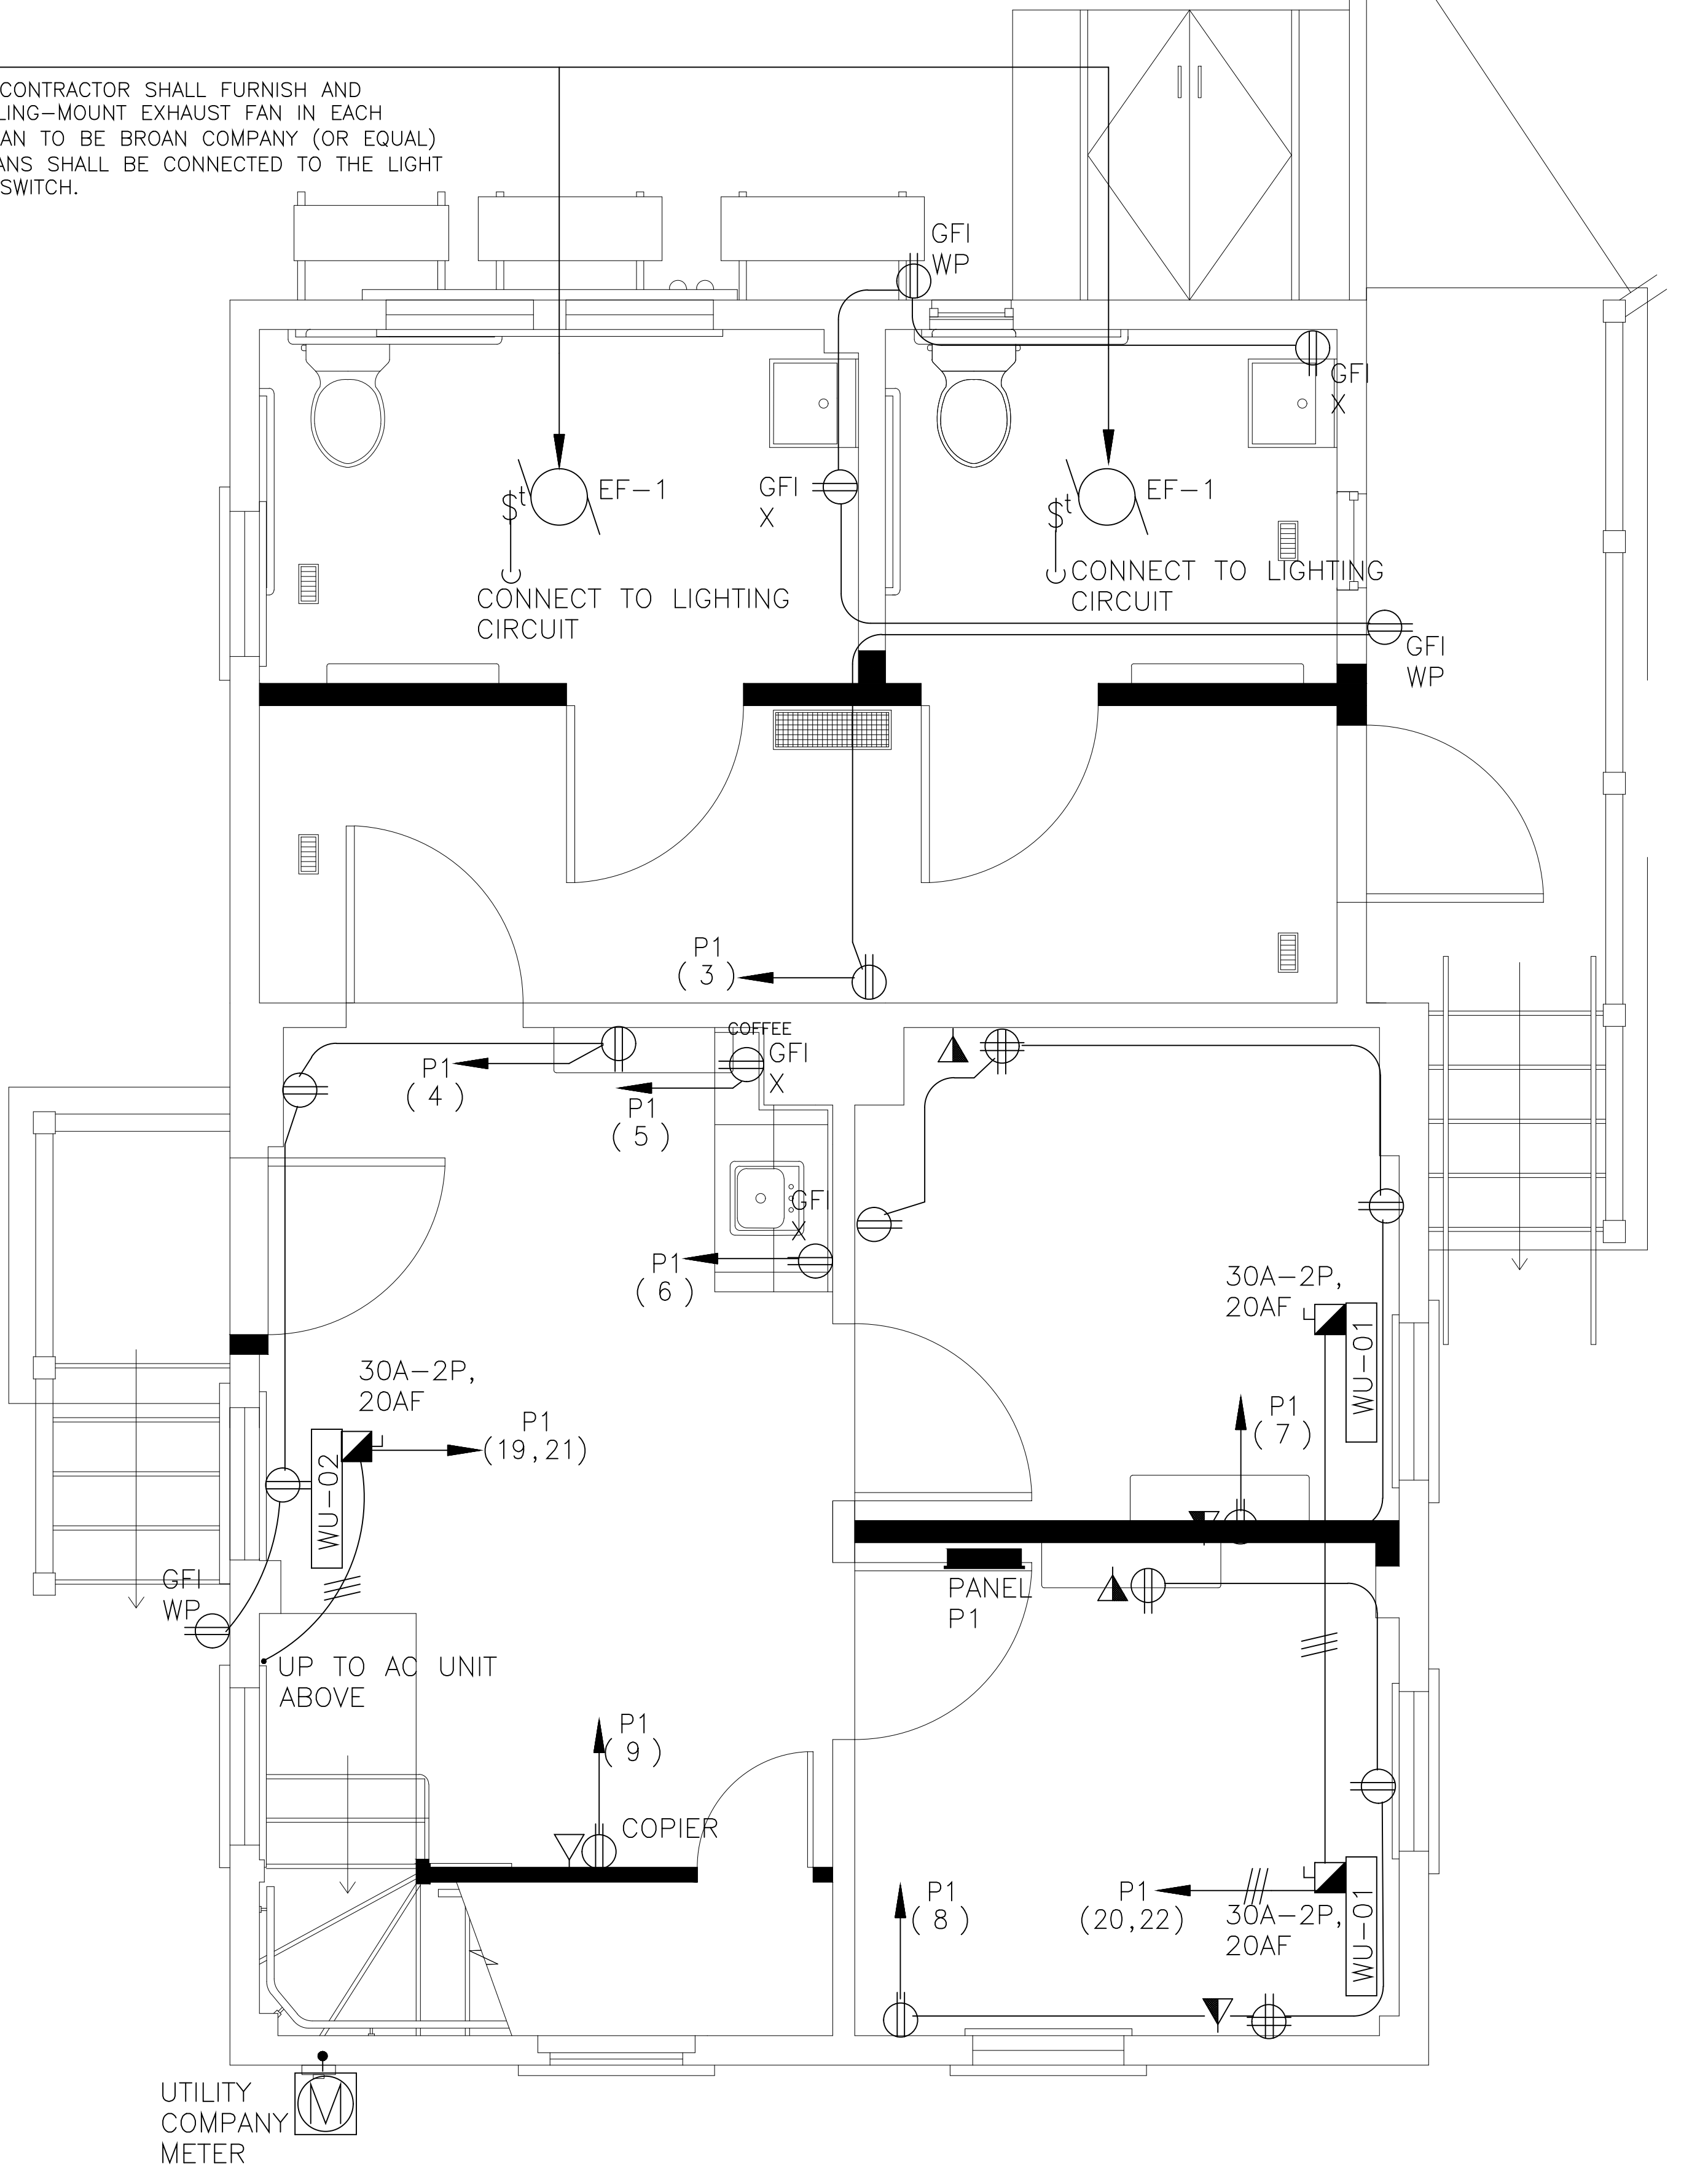 CONTRACTOR SHALL FURNISH AND
LING-MOUNT EXHAUST FAN IN EACH
AN TO BE BROAN COMPANY (OR EQUAL)
ANS SHALL BE CONNECTED TO THE LIGHT
SWITCH.
GFI
WP
GFI
X
GFI
X
$t
EF-1
$t
EF-1
CONNECT TO LIGHTING
CIRCUIT
CONNECT TO LIGHTING
CIRCUIT
GFI
WP
P1
( 3 )
COFFEE
GFI
X
P1
( 4 )
P1
( 5 )
GFI
X
P1
( 6 )
30A-2P,
20AF
WU-01
30A-2P,
20AF
P1
(19,21)
WU-02
P1
( 7 )
GFI
WP
PANEL
P1
UP TO AC UNIT
ABOVE
P1
( 9 )
COPIER
P1
( 8 )
P1
(20,22)
30A-2P,
20AF
WU-01
UTILITY
COMPANY
METER
M